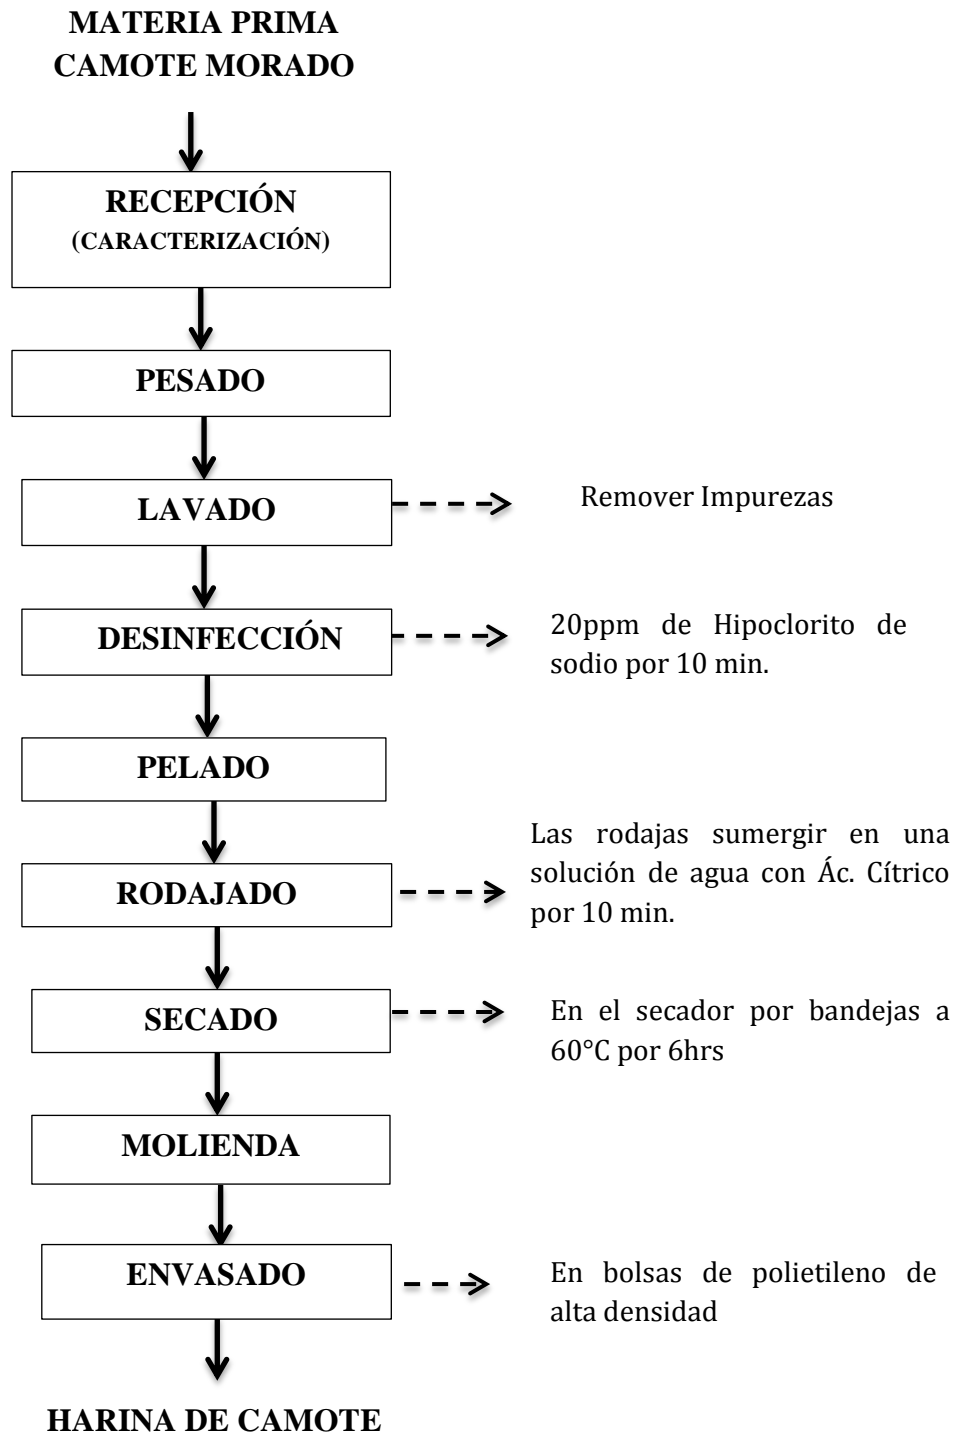 MATERIA PRIMA
CAMOTE MORADO
RECEPCIÓN
(CARACTERIZACIÓN)
PESADO
LAVADO
Remover Impurezas
DESINFECCIÓN
20ppm de Hipoclorito de
sodio por 10 min.
PELADO
RODAJADO
Las rodajas sumergir en una
solución de agua con Ác. Cítrico
por 10 min.
SECADO
En el secador por bandejas a
60°C por 6hrs
MOLIENDA
ENVASADO
En bolsas de polietileno de
alta densidad
HARINA DE CAMOTE